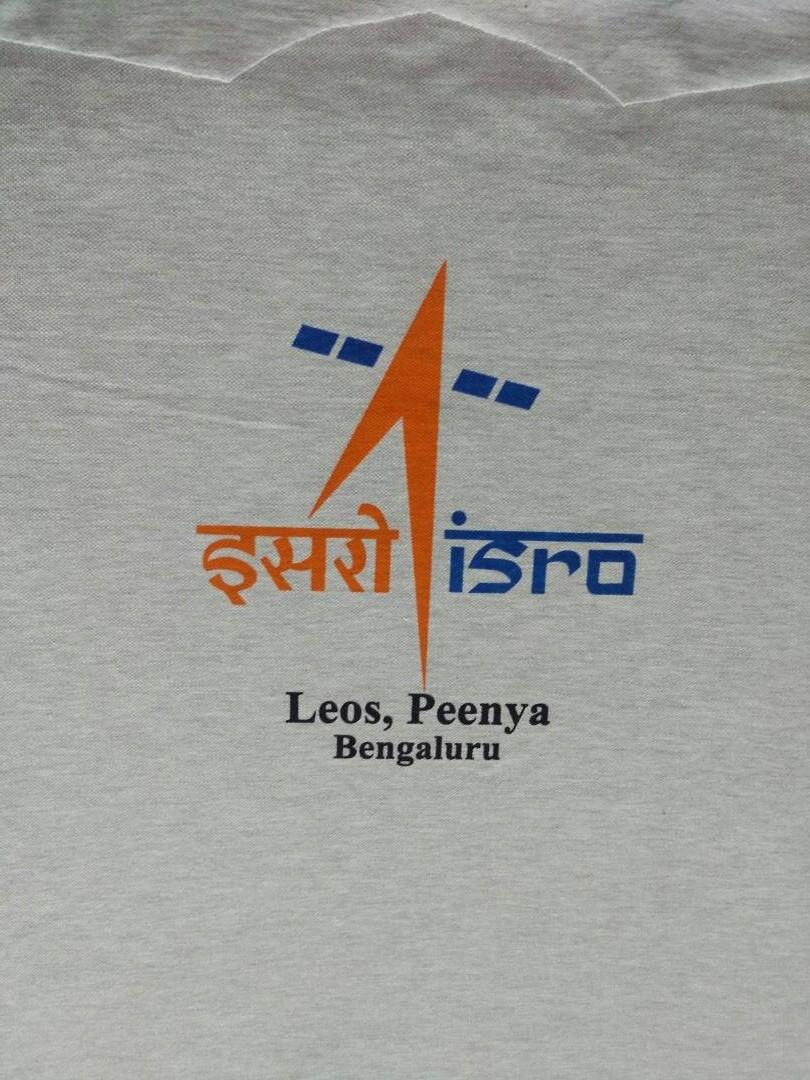 इसरो isro
Leos, Peenya
Bengaluru